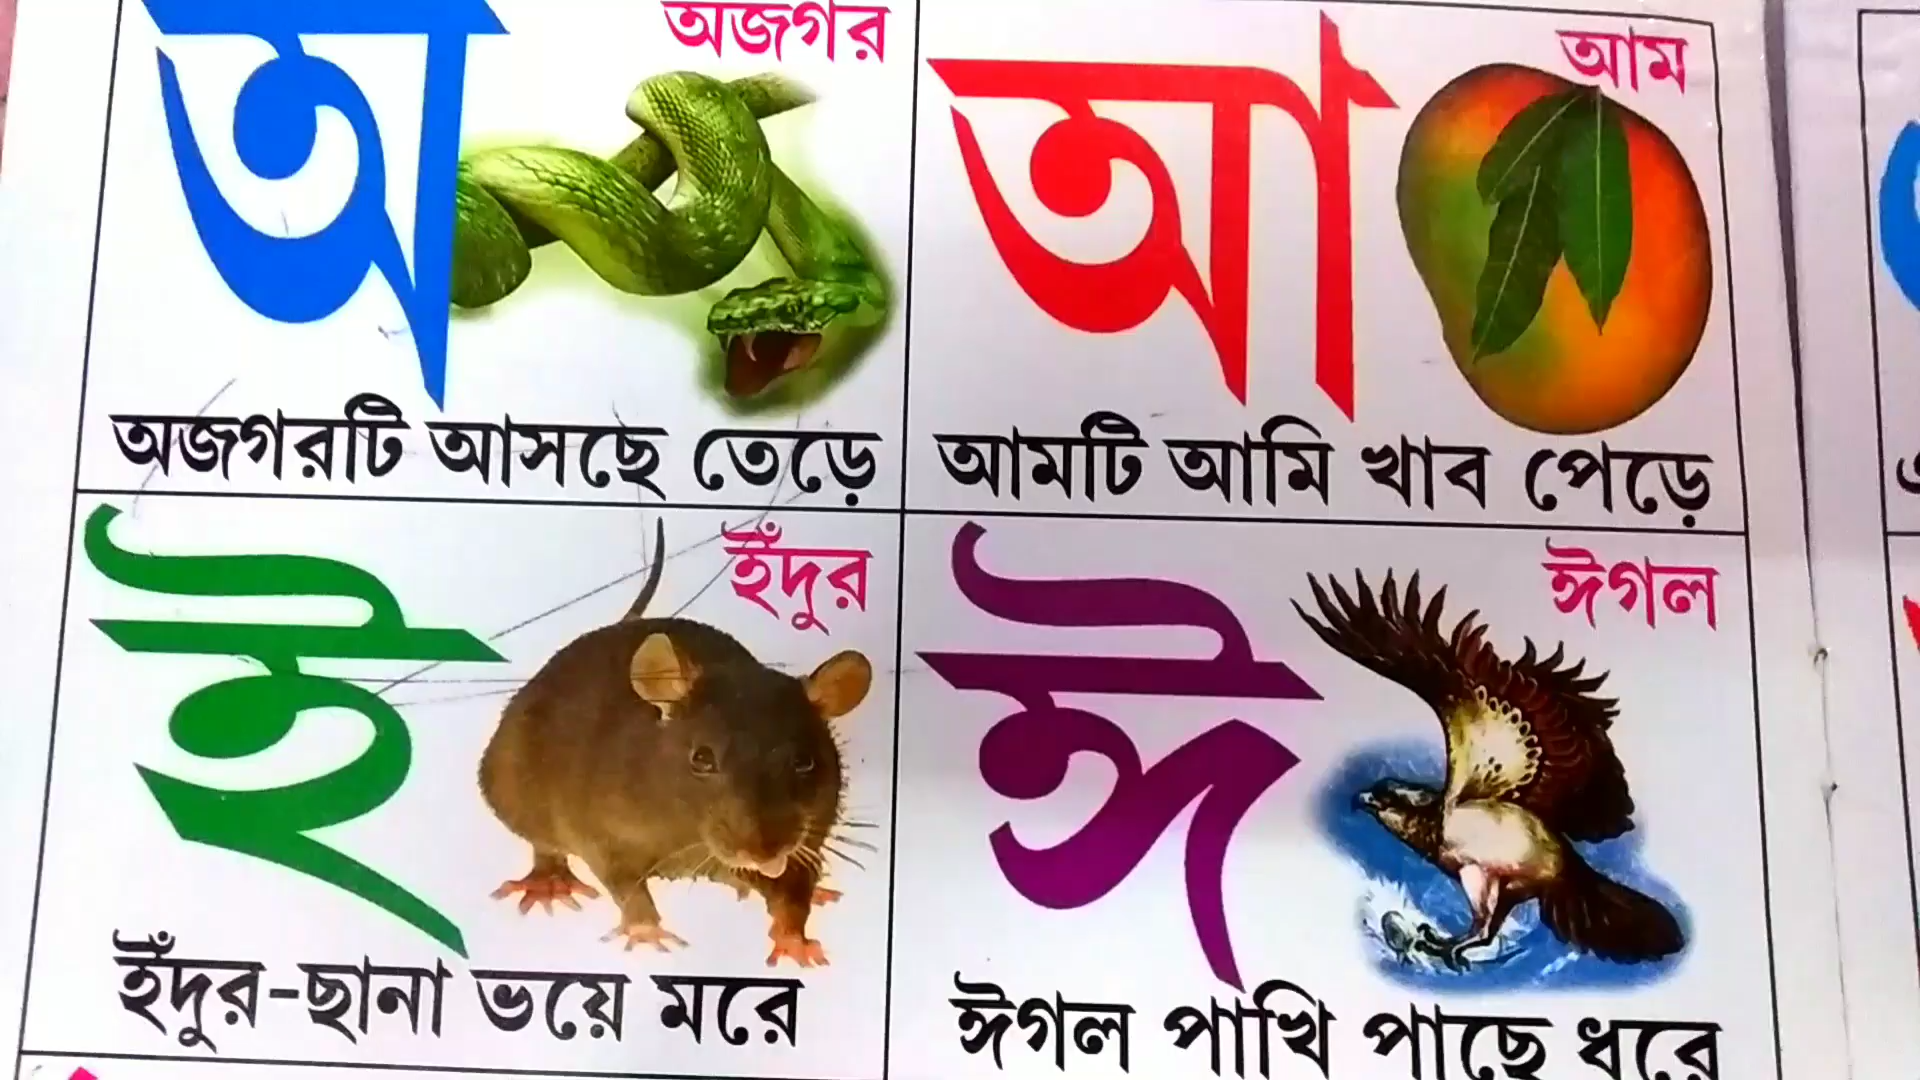 অ
অজগর
অজগরটি আসছে তেড়ে
আ
আম
আমটি আমি খাব পেড়ে
ই
ইঁদুর
ইঁদুর-ছানা ভয়ে মরে
ঈ
ঈগল
ঈগল পাখি পাছে ধরে